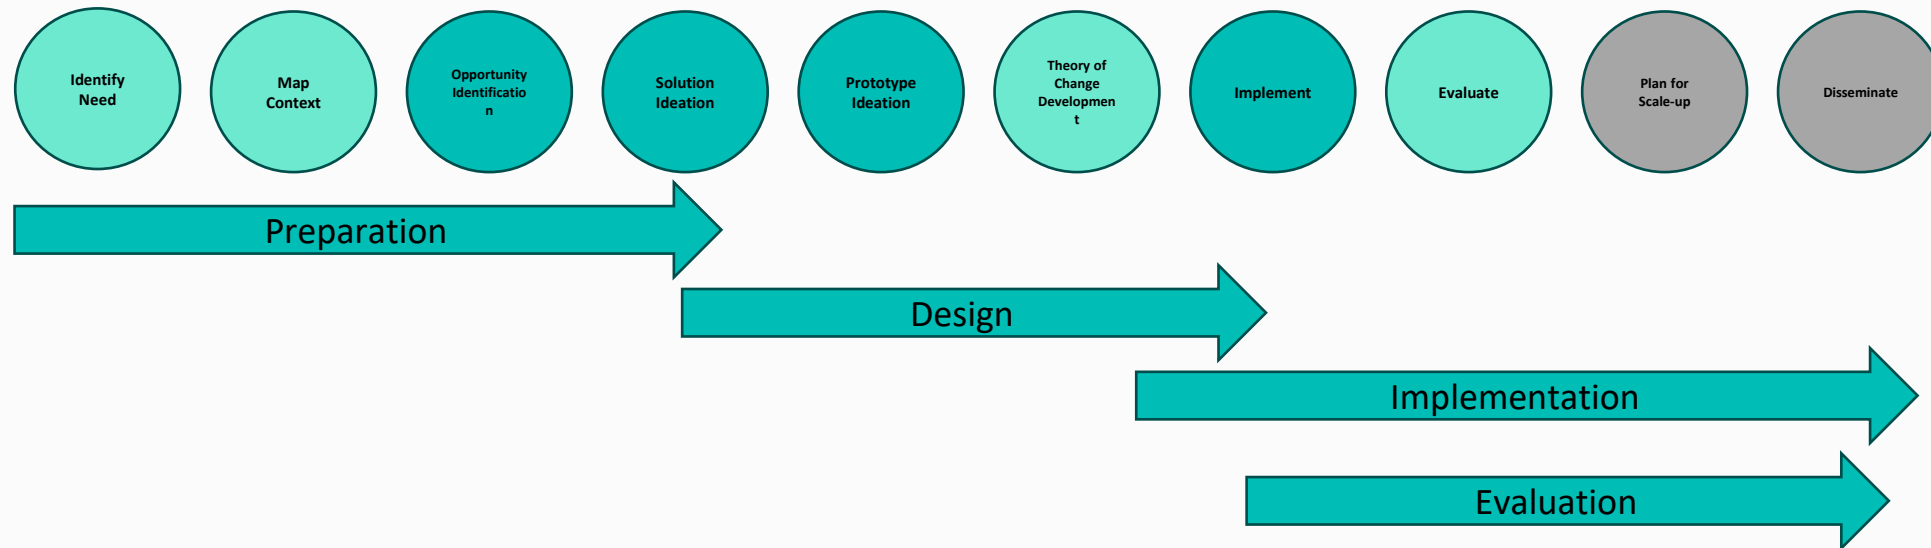 Identify
Need
Map
Context
Opportunity
Identificatio
n
Solution
Ideation
Prototype
Ideation
Theory of
Change
Developmen
t
Implement
Evaluate
Plan for
Scale-up
Disseminate
Preparation
Design
Implementation
Evaluation